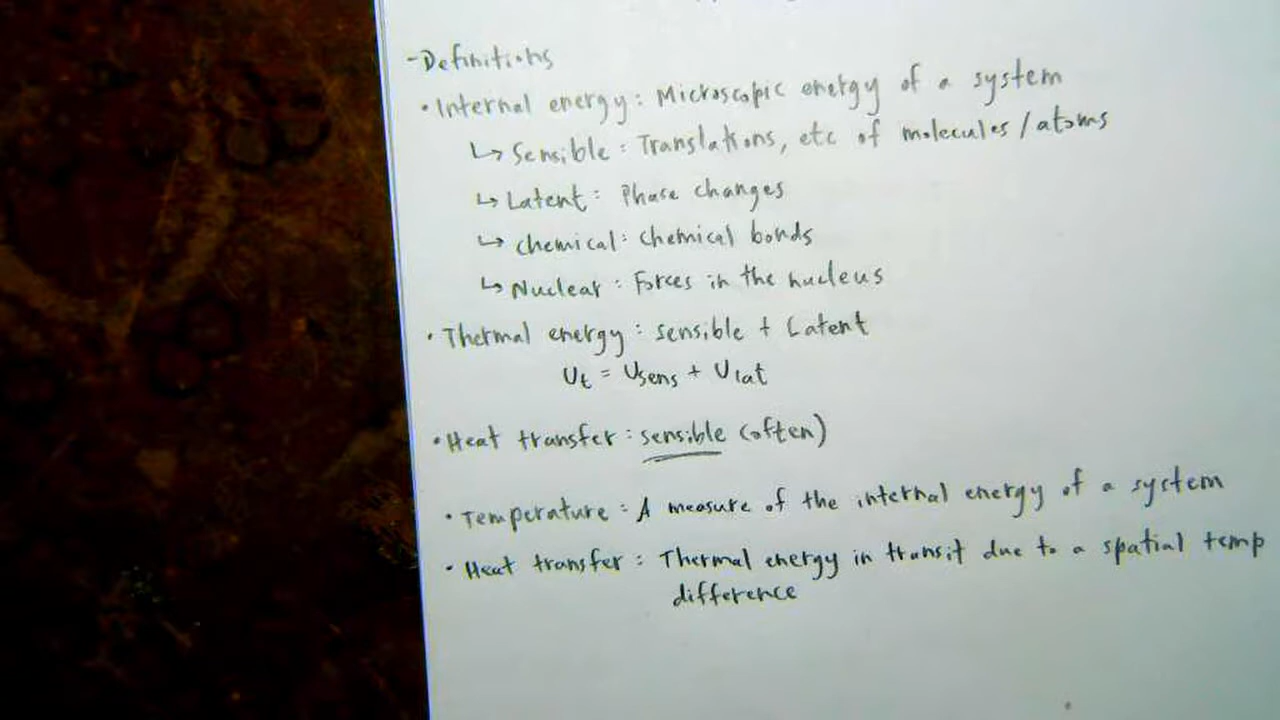 -Definitions
• Internal energy: Microscopic energy of a system
↳ Sensible: Translations, etc of molecules/atoms
↳ Latent: Phase changes
↳ chemical: Chemical bonds
↳ Nuclear: Forces in the nucleus
• Thermal energy: sensible + Latent
Ut = Usens + Ulat
• Heat transfer: sensible (often)
• Temperature: A measure of the internal energy of a system
• Heat transfer: Thermal energy in transit due to a spatial temp
difference